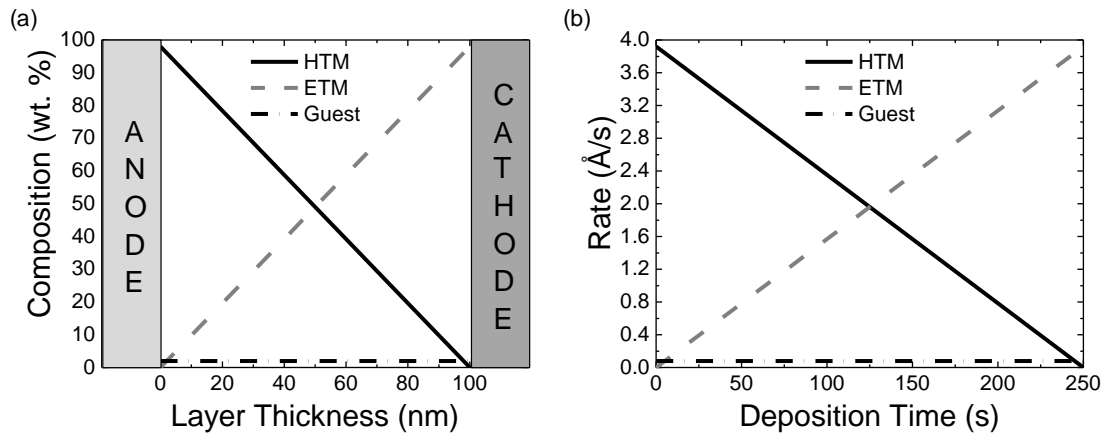 (a)
100
90
80
70
60
50
40
30
20
10
0
Composition (wt. %)
ANODE
HTM
ETM
Guest
CATHODE
0 20 40 60 80 100
Layer Thickness (nm)
(b)
4.0
3.6
3.2
2.8
2.4
2.0
1.6
1.2
0.8
0.4
0.0
Rate (Å/s)
HTM
ETM
Guest
0 50 100 150 200 250
Deposition Time (s)